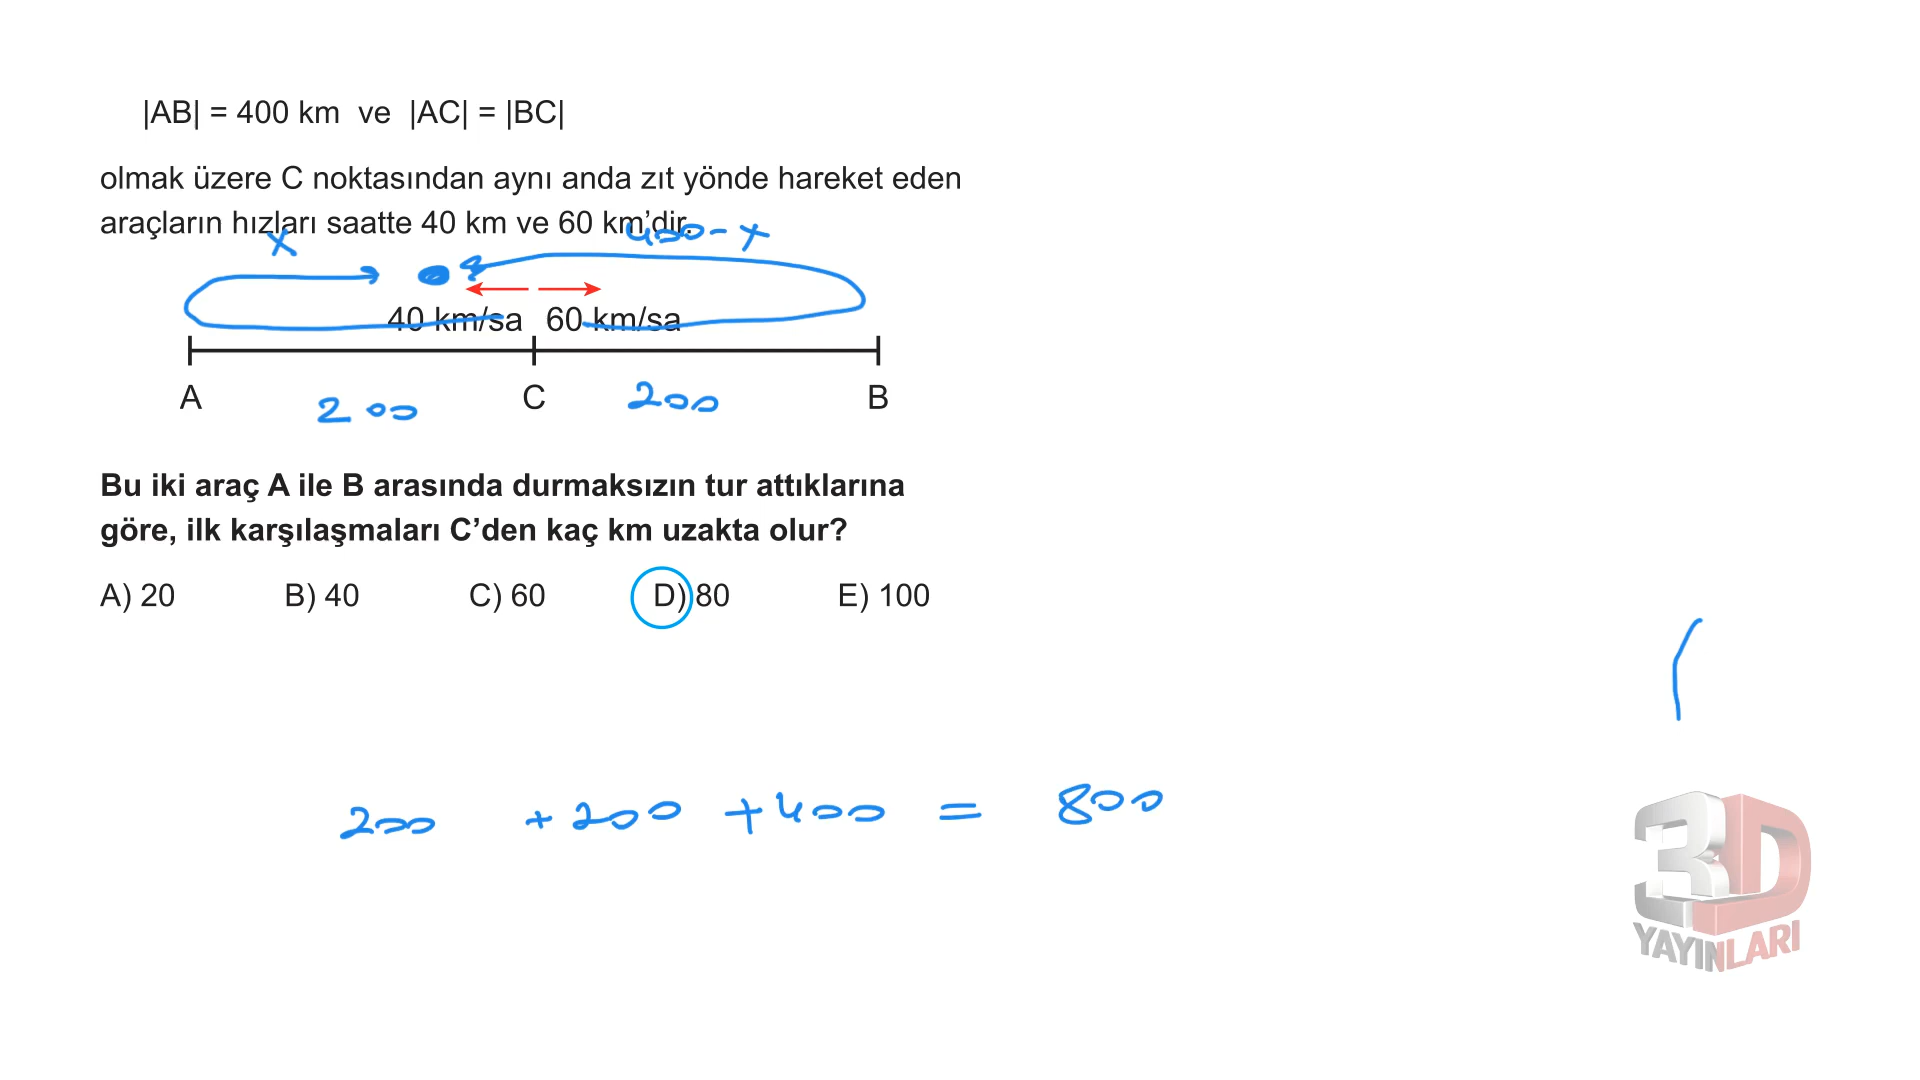 |AB| = 400 km ve |AC| = |BC|
olmak üzere C noktasından aynı anda zıt yönde hareket eden
araçların hızları saatte 40 km ve 60 km’dir.
x
400-x
40 km/sa 60 km/sa
A C B
200 200
Bu iki araç A ile B arasında durmaksızın tur attıklarına
göre, ilk karşılaşmaları C’den kaç km uzakta olur?
A) 20 B) 40 C) 60 D) 80 E) 100
200 + 200 + 400 = 800
3D
YAYINLARI